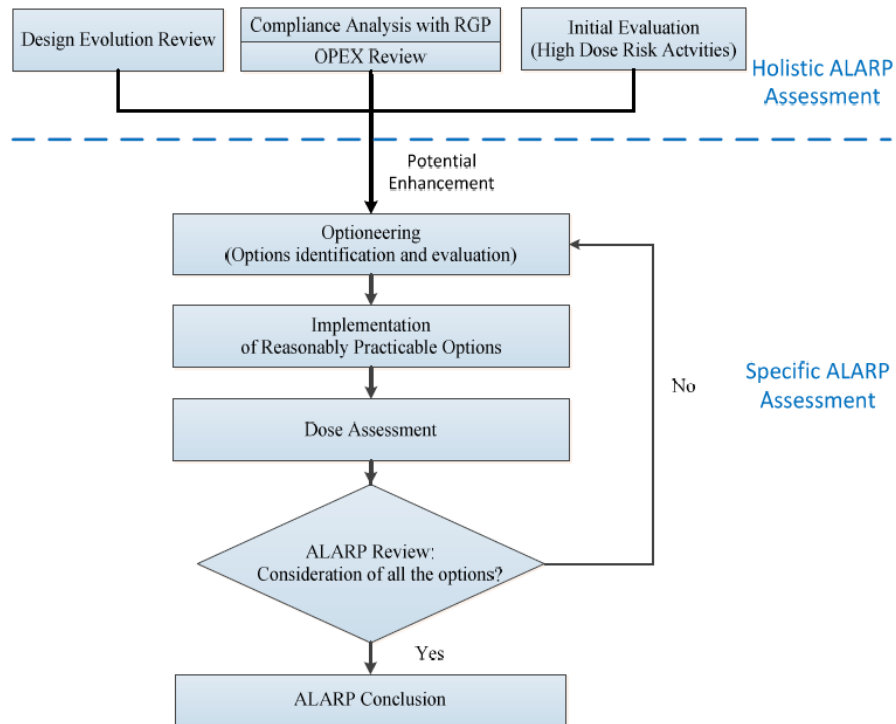 Design Evolution Review
Compliance Analysis with RGP
OPEX Review
Initial Evaluation
(High Dose Risk Actvities)
Holistic ALARP
Assessment
Potential
Enhancement
Optioneering
(Options identification and evaluation)
Implementation
of Reasonably Practicable Options
No
Specific ALARP
Assessment
Dose Assessment
ALARP Review:
Consideration of all the options?
Yes
ALARP Conclusion